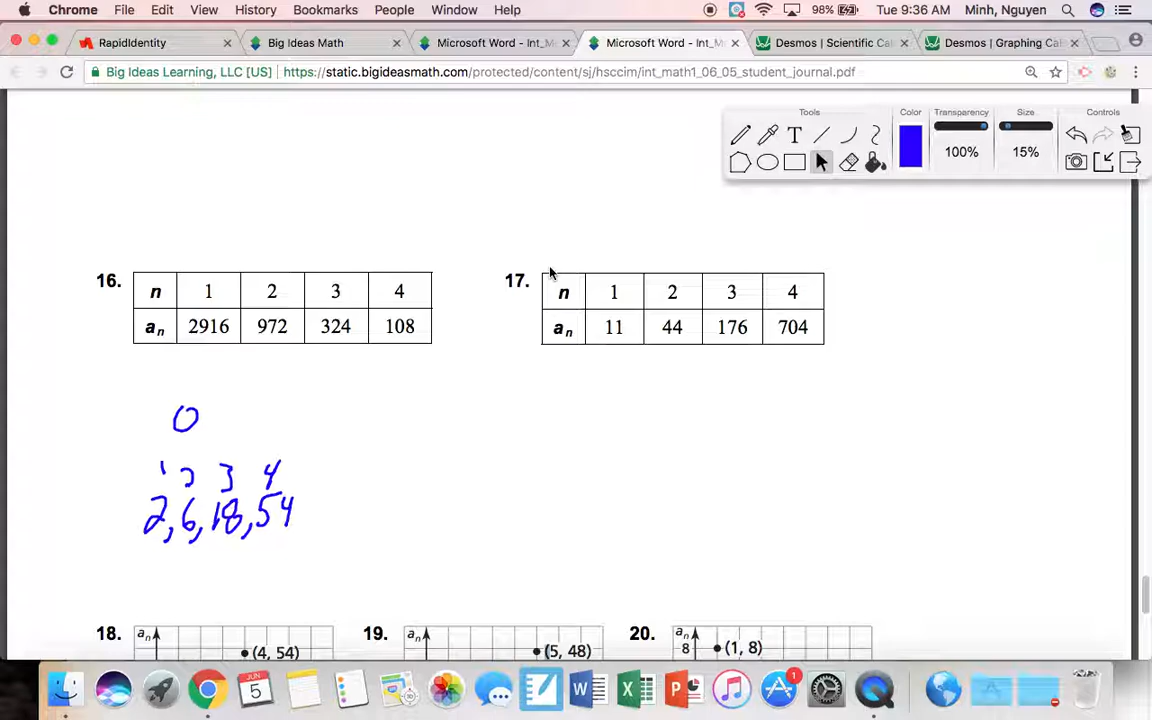 Chrome File Edit View History Bookmarks People Window Help 98% Tue 9:36 AM Minh, Nguyen
RapidIdentity Big Ideas Math Microsoft Word - Int_M Microsoft Word - Int_M Desmos | Scientific Ca Desmos | Graphing Ca
Big Ideas Learning, LLC [US] https://static.bigideasmath.com/protected/content/sj/hsccim/int_math1_06_05_student_journal.pdf
Tools Color Transparency Size Controls
T 100% 15%
16. n 1 2 3 4
an 2916 972 324 108
17. n 1 2 3 4
an 11 44 176 704
0
1 2 3 4
2, 6, 18, 54
18. an (4, 54)
19. an (5, 48)
20. an 8 (1, 8)
JUN 5 W X P 1